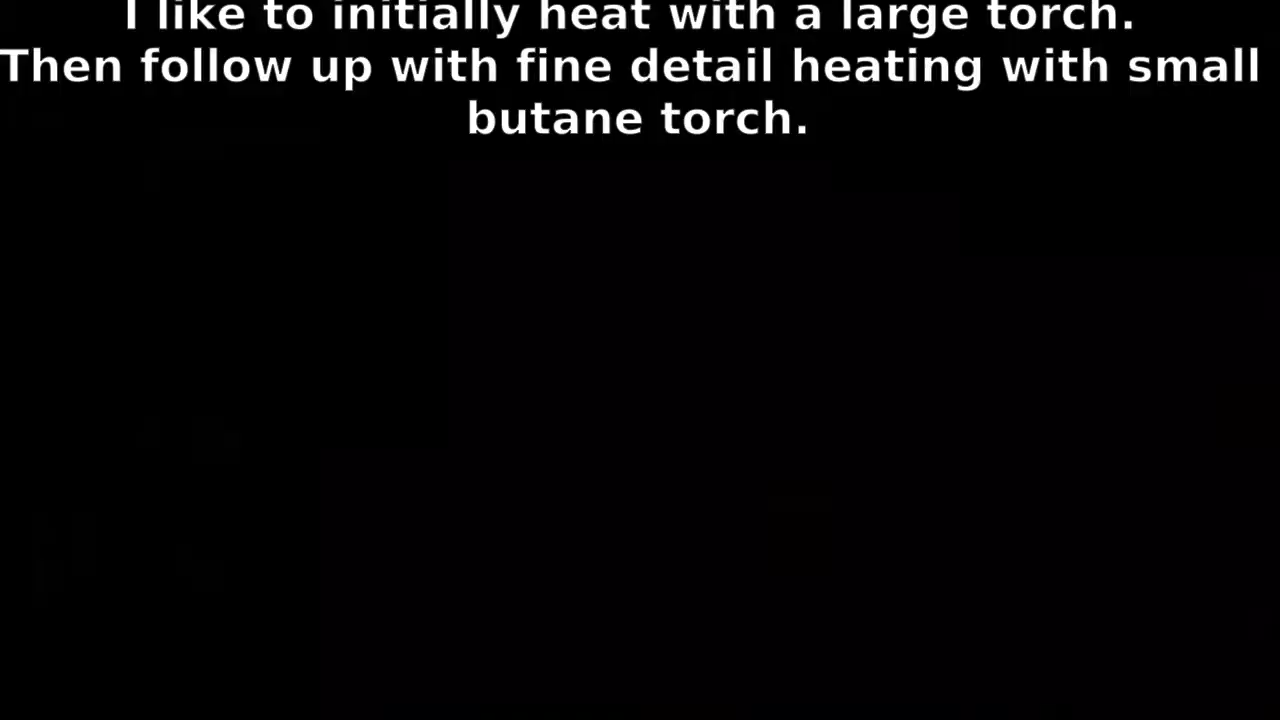 I like to initially heat with a large torch.
Then follow up with fine detail heating with small
butane torch.